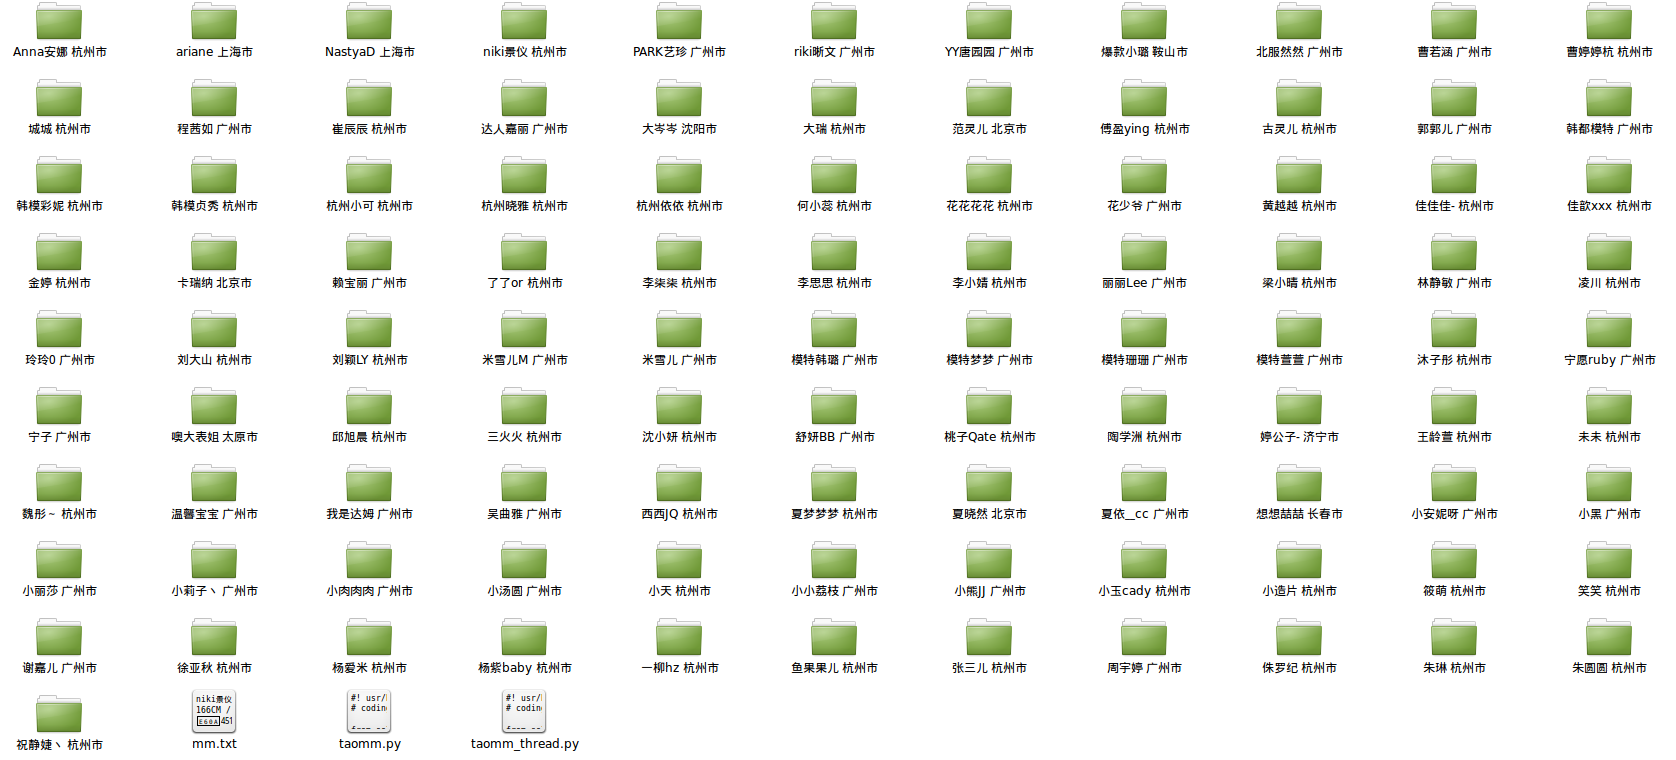 Anna安娜 杭州市
ariane 上海市
NastyaD 上海市
niki景仪 杭州市
PARK艺珍 广州市
riki晰文 广州市
YY唐园园 广州市
爆款小璐 鞍山市
北服然然 广州市
曹若涵 广州市
曹婷婷杭 杭州市
城城 杭州市
程茜如 广州市
崔辰辰 杭州市
达人嘉丽 广州市
大岑岑 沈阳市
大瑞 杭州市
范灵儿 北京市
傅盈ying 杭州市
古灵儿 杭州市
郭郭儿 广州市
韩都模特 广州市
韩模彩妮 杭州市
韩模贞秀 杭州市
杭州小可 杭州市
杭州晓雅 杭州市
杭州依依 杭州市
何小蕊 杭州市
花花花花 杭州市
花少爷 广州市
黄越越 杭州市
佳佳佳- 杭州市
佳歆xxx 杭州市
金婷 杭州市
卡瑞纳 北京市
赖宝丽 广州市
了了or 杭州市
李柒柒 杭州市
李思思 杭州市
李小婧 杭州市
丽丽Lee 广州市
梁小晴 杭州市
林静敏 广州市
凌川 杭州市
玲玲0 广州市
刘大山 杭州市
刘颖LY 杭州市
米雪儿M 广州市
米雪儿 广州市
模特韩璐 广州市
模特梦梦 广州市
模特珊珊 广州市
模特萱萱 广州市
沐子彤 杭州市
宁愿ruby 广州市
宁子 广州市
噢大表姐 太原市
邱旭晨 杭州市
三火火 杭州市
沈小妍 杭州市
舒妍BB 广州市
桃子Qate 杭州市
陶学洲 杭州市
婷公子- 济宁市
王龄萱 杭州市
未未 杭州市
魏彤～ 杭州市
温馨宝宝 广州市
我是达姆 广州市
吴曲雅 广州市
西西JQ 杭州市
夏梦梦梦 杭州市
夏晓然 北京市
夏依__cc 广州市
想想喆喆 长春市
小安妮呀 广州市
小黑 广州市
小丽莎 广州市
小莉子丶 广州市
小肉肉肉 广州市
小汤圆 广州市
小天 杭州市
小小荔枝 广州市
小熊JJ 广州市
小玉cady 杭州市
小造片 杭州市
筱萌 杭州市
笑笑 杭州市
谢嘉儿 广州市
徐亚秋 杭州市
杨爱米 杭州市
杨紫baby 杭州市
一柳hz 杭州市
鱼果果儿 杭州市
张三儿 杭州市
周宇婷 广州市
侏罗纪 杭州市
朱琳 杭州市
朱圆圆 杭州市
祝静婕丶 杭州市
niki景仪
166CM /
451
mm.txt
#! usr/
# codin
taomm.py
#! usr/
# codin
taomm_thread.py